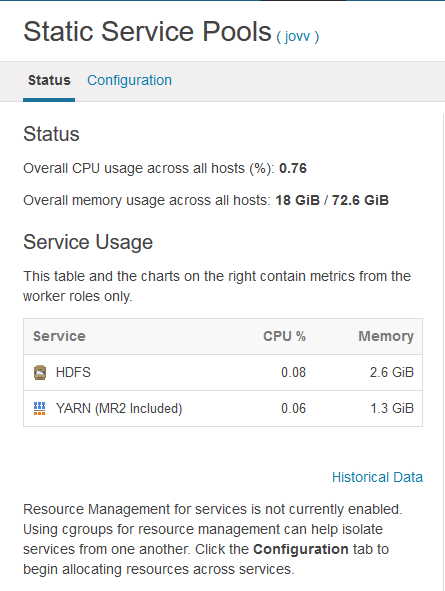 Static Service Pools ( jovv )
Status Configuration
Status
Overall CPU usage across all hosts (%): 0.76
Overall memory usage across all hosts: 18 GiB / 72.6 GiB
Service Usage
This table and the charts on the right contain metrics from the
worker roles only.
Service CPU % Memory
HDFS 0.08 2.6 GiB
YARN (MR2 Included) 0.06 1.3 GiB
Historical Data
Resource Management for services is not currently enabled.
Using cgroups for resource management can help isolate
services from one another. Click the Configuration tab to
begin allocating resources across services.